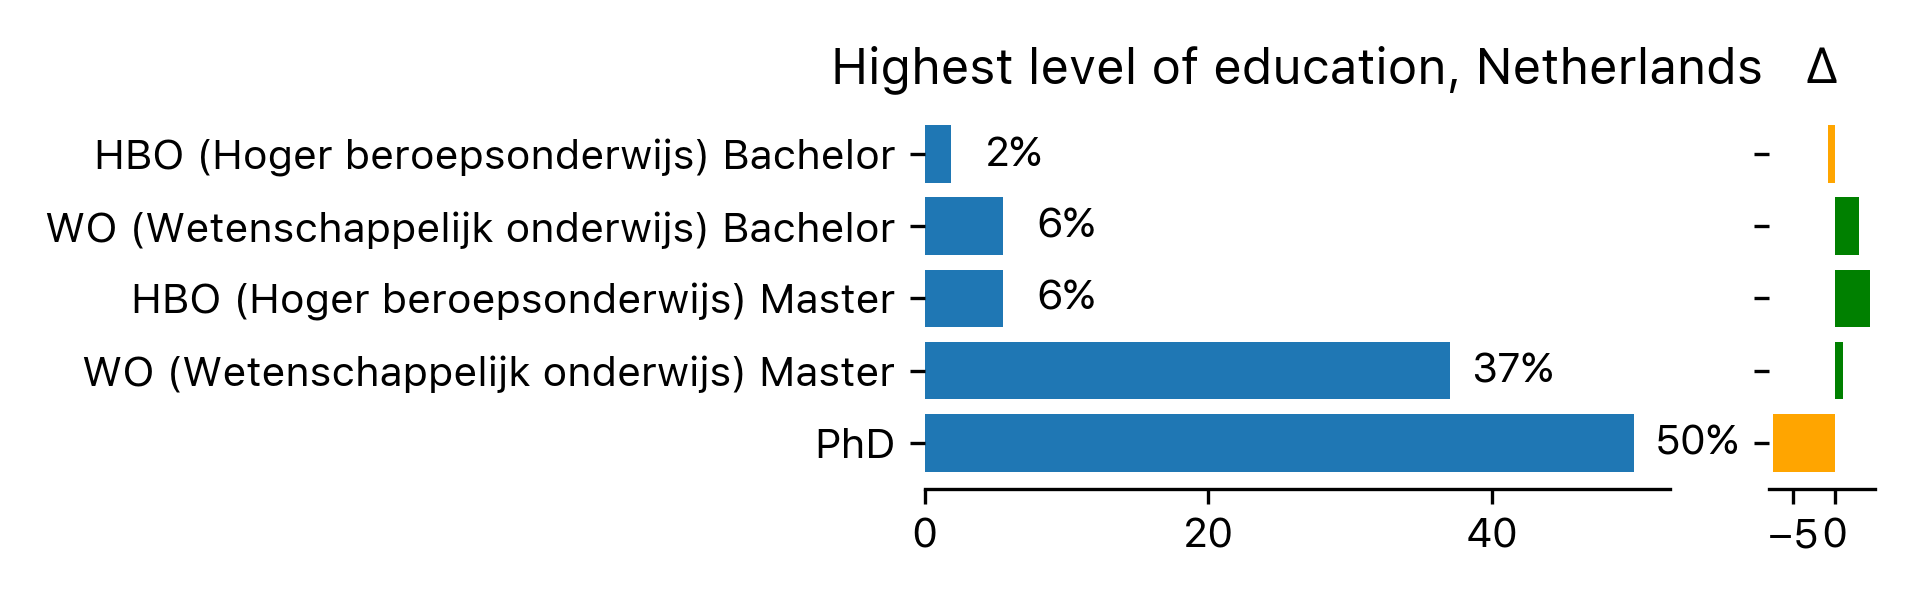 Highest level of education, Netherlands Δ
HBO (Hoger beroepsonderwijs) Bachelor 2%
WO (Wetenschappelijk onderwijs) Bachelor 6%
HBO (Hoger beroepsonderwijs) Master 6%
WO (Wetenschappelijk onderwijs) Master 37%
PhD 50%
0 20 40 −5 0